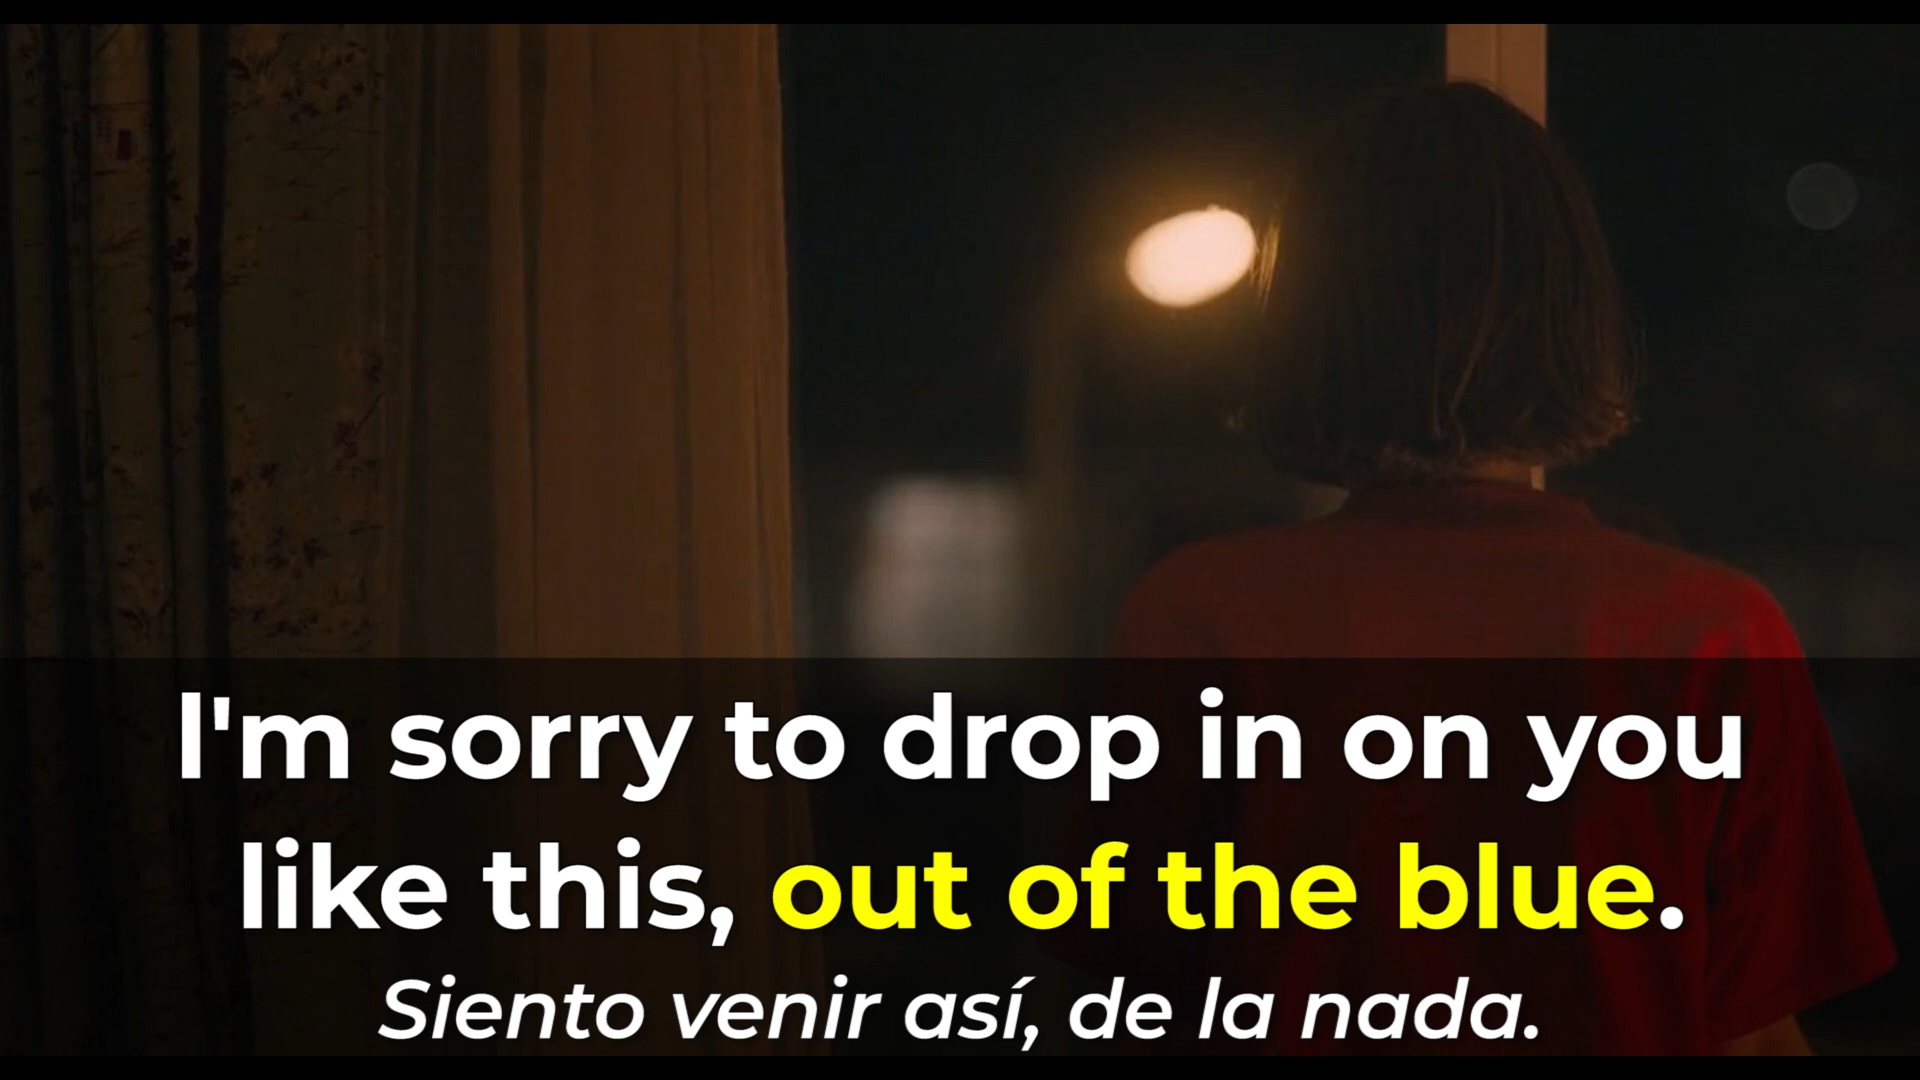 I'm sorry to drop in on you
like this, out of the blue.
Siento venir así, de la nada.